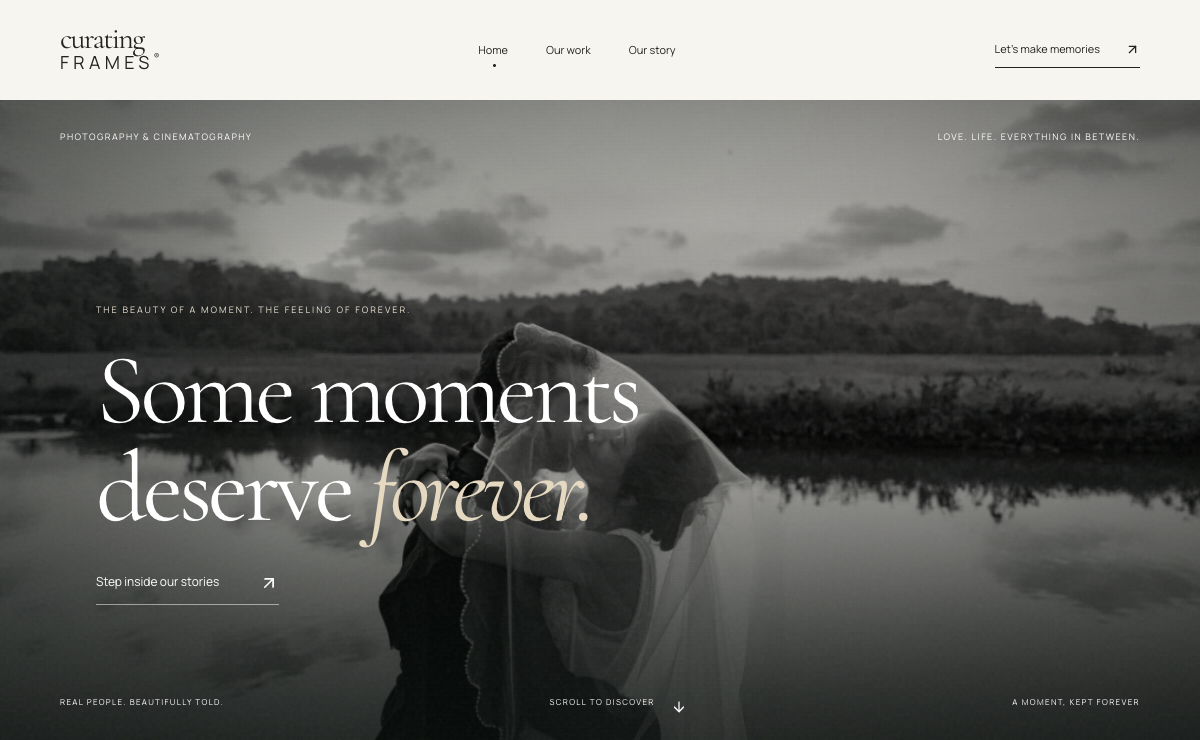 curating
FRAMES®
Home
Our work
Our story
Let's make memories
PHOTOGRAPHY & CINEMATOGRAPHY
LOVE. LIFE. EVERYTHING IN BETWEEN.
THE BEAUTY OF A MOMENT. THE FEELING OF FOREVER.
Some moments
deserve forever.
Step inside our stories
REAL PEOPLE. BEAUTIFULLY TOLD.
SCROLL TO DISCOVER
A MOMENT, KEPT FOREVER